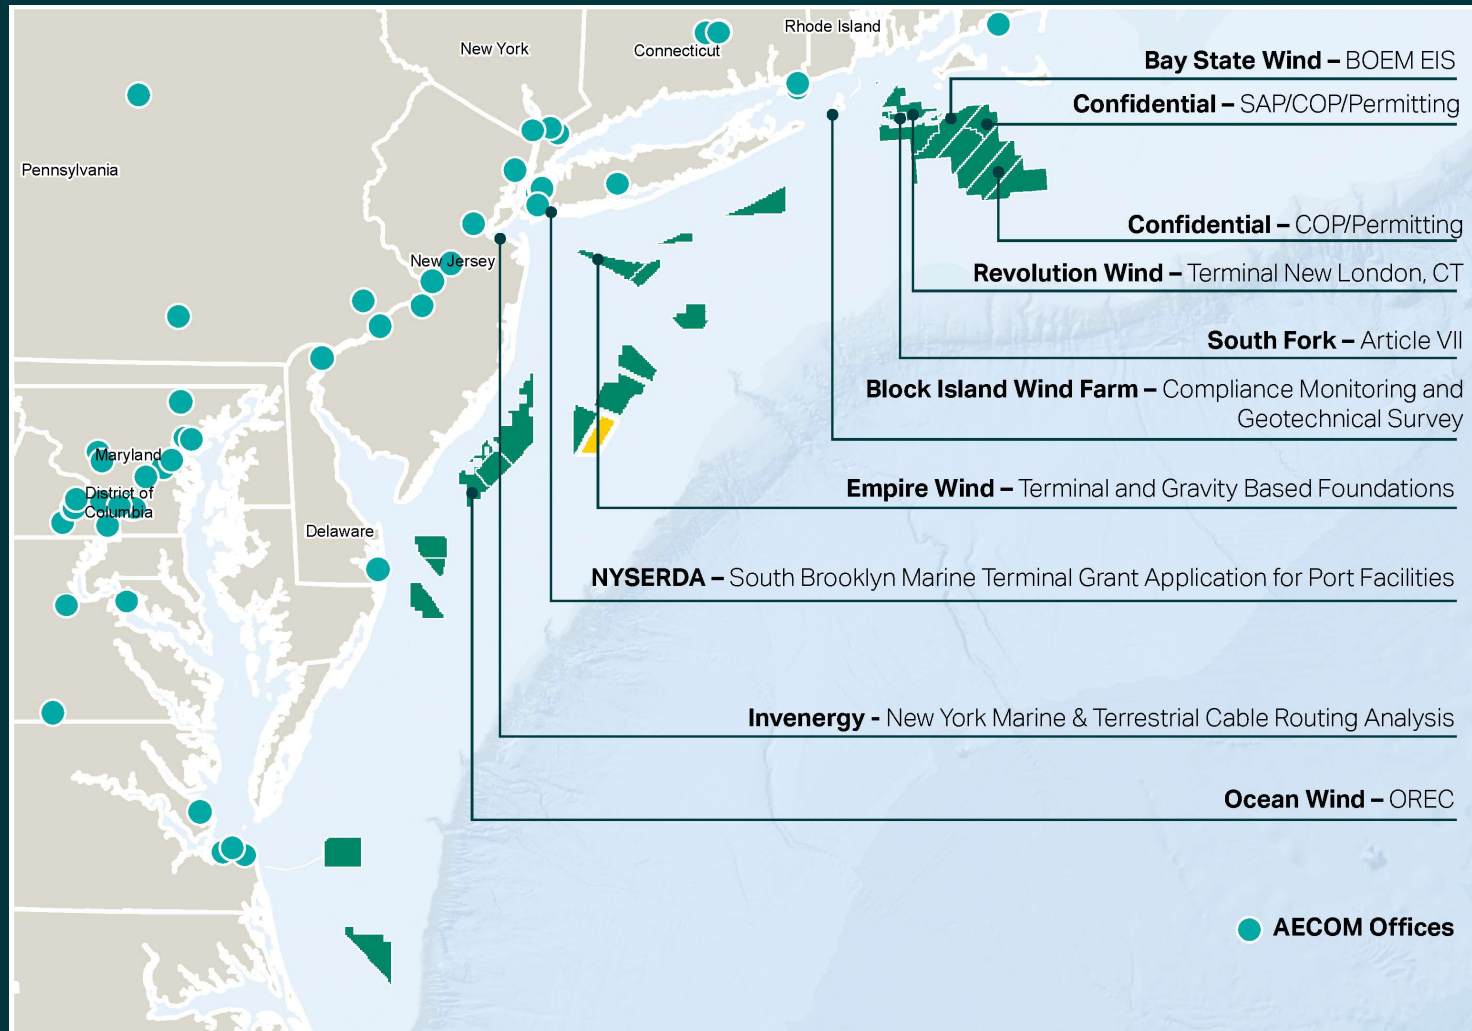 Rhode Island
New York
Connecticut
Pennsylvania
New Jersey
Maryland
District of
Columbia
Delaware
Bay State Wind – BOEM EIS
Confidential – SAP/COP/Permitting
Confidential – COP/Permitting
Revolution Wind – Terminal New London, CT
South Fork – Article VII
Block Island Wind Farm – Compliance Monitoring and
Geotechnical Survey
Empire Wind – Terminal and Gravity Based Foundations
NYSERDA – South Brooklyn Marine Terminal Grant Application for Port Facilities
Invenergy - New York Marine & Terrestrial Cable Routing Analysis
Ocean Wind – OREC
AECOM Offices